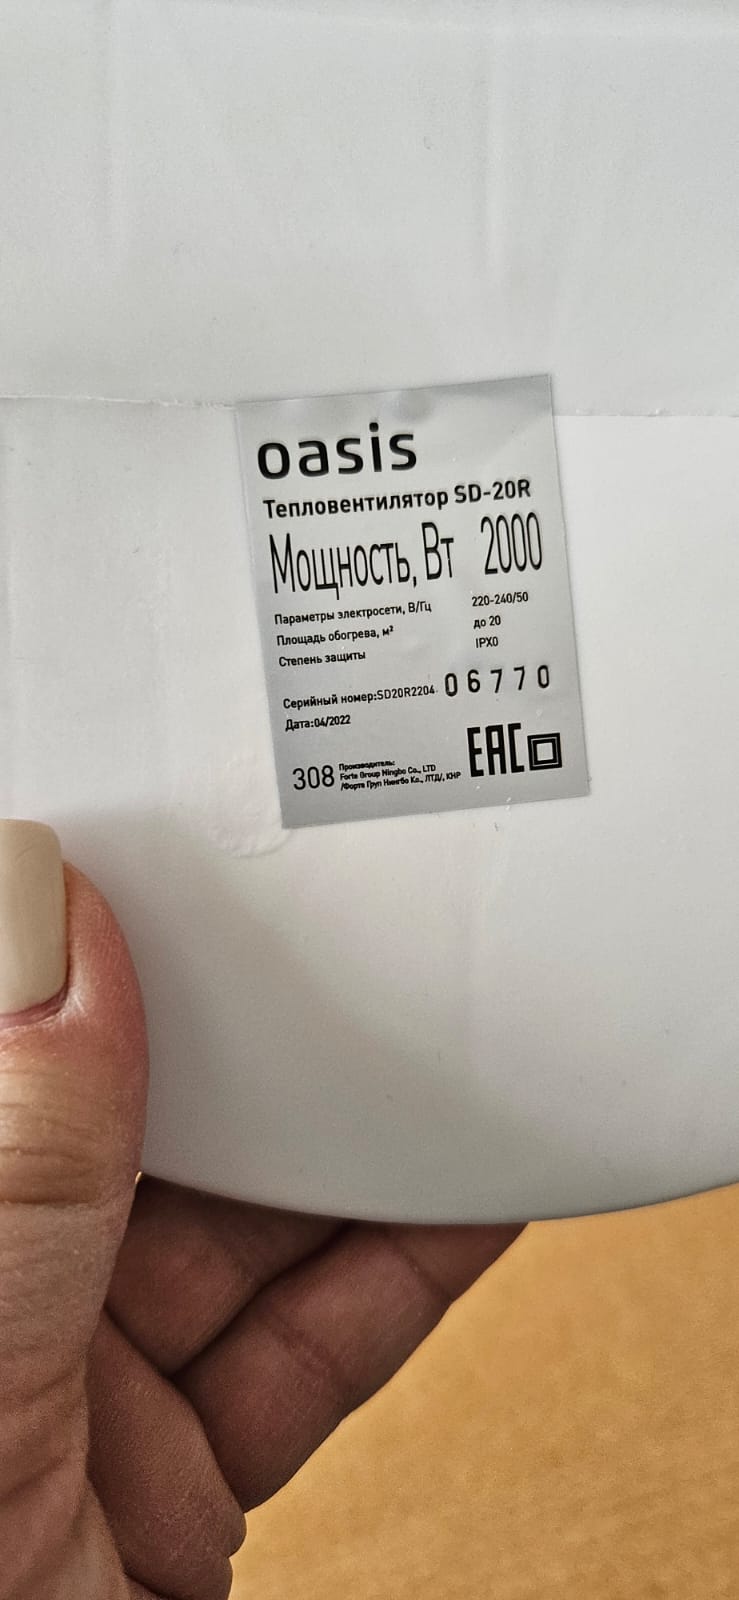 oasis
Тепловентилятор SD-20R
Мощность, Вт 2000
Параметры электросети, В/Гц 220-240/50
Площадь обогрева, м² до 20
Степень защиты IPX0
Серийный номер:SD20R2204 06770
Дата:04/2022
308 Производитель:
Forte Group Ningbo Co., LTD
/Форте Груп Нингбо Ко., ЛТД/, КНР
EAC